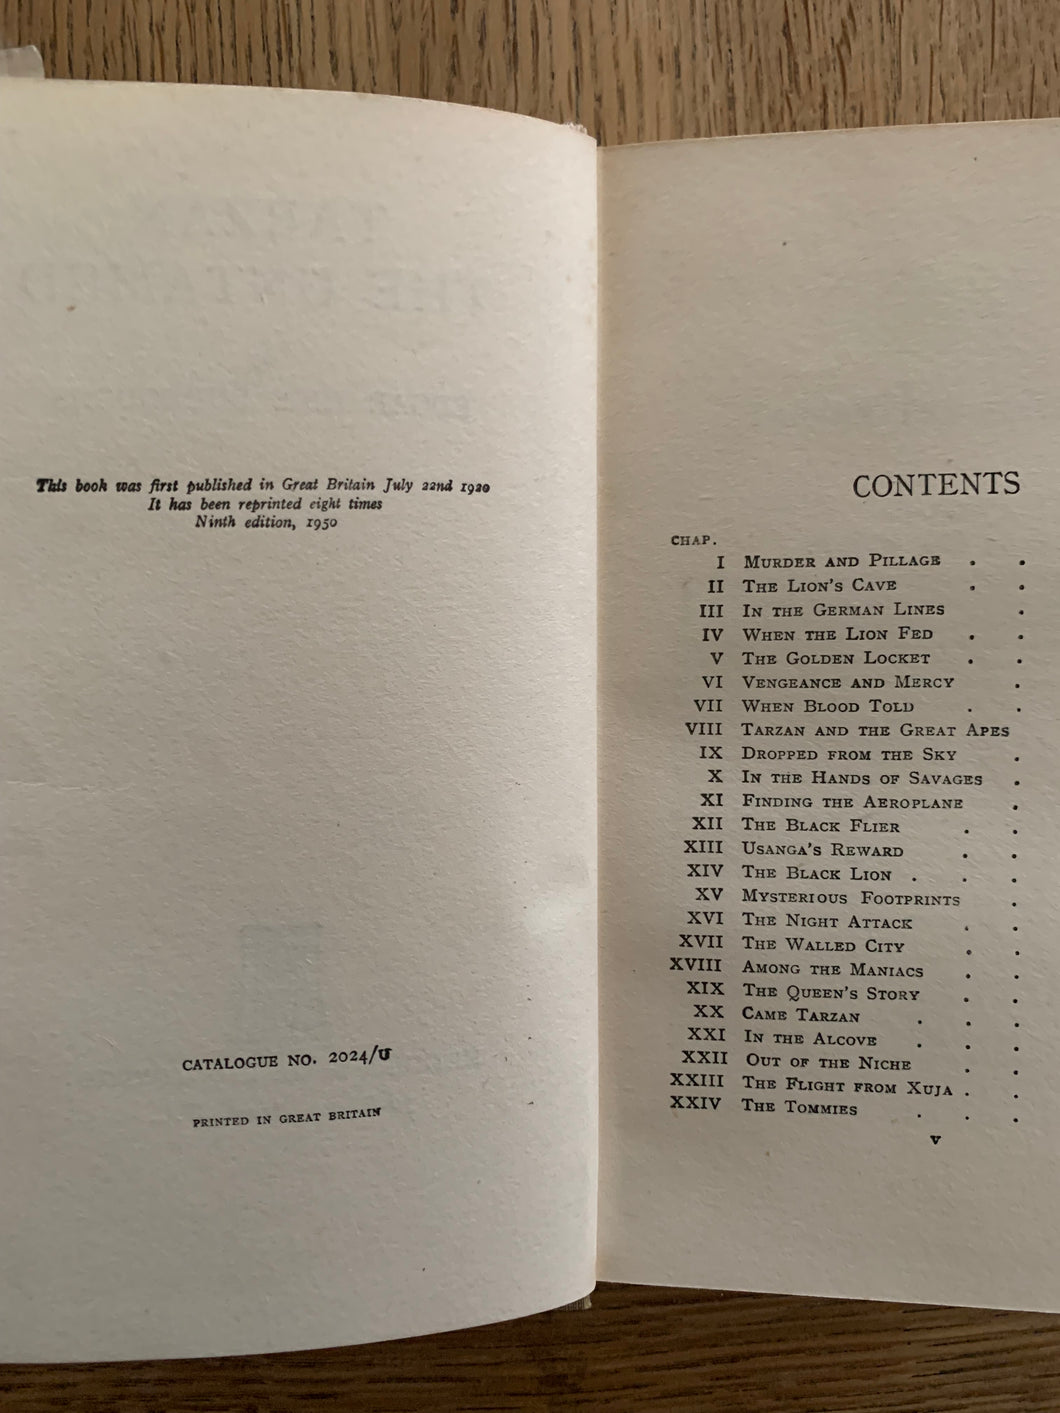 This book was first published in Great Britain July 22nd 1920
It has been reprinted eight times
Ninth edition, 1950
CATALOGUE NO. 2024/U
PRINTED IN GREAT BRITAIN
CONTENTS
CHAP.
I MURDER AND PILLAGE . .
II THE LION'S CAVE . .
III IN THE GERMAN LINES .
IV WHEN THE LION FED . .
V THE GOLDEN LOCKET . .
VI VENGEANCE AND MERCY .
VII WHEN BLOOD TOLD . .
VIII TARZAN AND THE GREAT APES
IX DROPPED FROM THE SKY .
X IN THE HANDS OF SAVAGES .
XI FINDING THE AEROPLANE .
XII THE BLACK FLIER . .
XIII USANGA'S REWARD . .
XIV THE BLACK LION . . .
XV MYSTERIOUS FOOTPRINTS .
XVI THE NIGHT ATTACK . .
XVII THE WALLED CITY . .
XVIII AMONG THE MANIACS . .
XIX THE QUEEN'S STORY . .
XX CAME TARZAN . . .
XXI IN THE ALCOVE . . .
XXII OUT OF THE NICHE . .
XXIII THE FLIGHT FROM XUJA . .
XXIV THE TOMMIES . . .
v